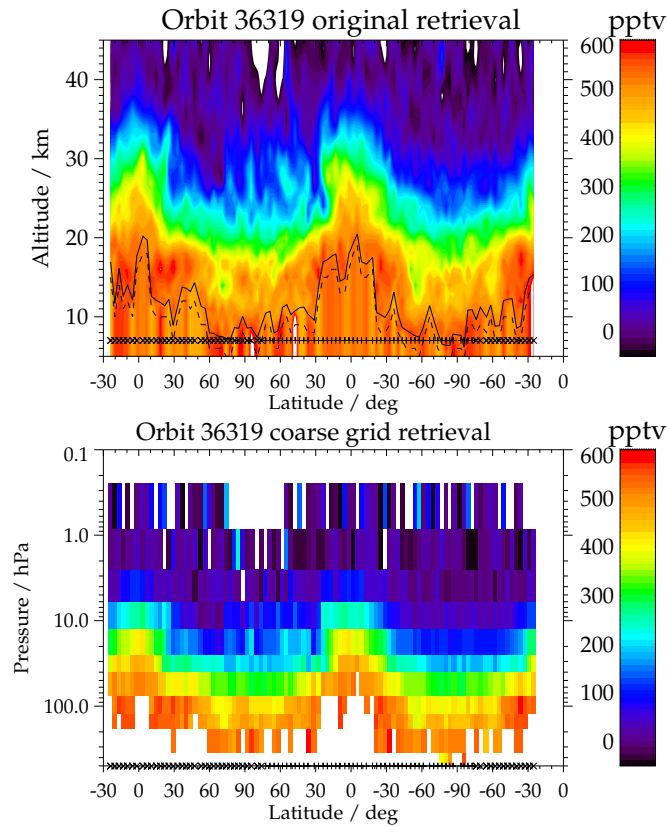 Orbit 36319 original retrieval
pptv
Altitude / km
40
30
20
10
-30 0 30 60 90 60 30 0 -30 -60 -90 -60 -30 0
Latitude / deg
600
500
400
300
200
100
0
Orbit 36319 coarse grid retrieval
pptv
Pressure / hPa
0.1
1.0
10.0
100.0
-30 0 30 60 90 60 30 0 -30 -60 -90 -60 -30 0
Latitude / deg
600
500
400
300
200
100
0